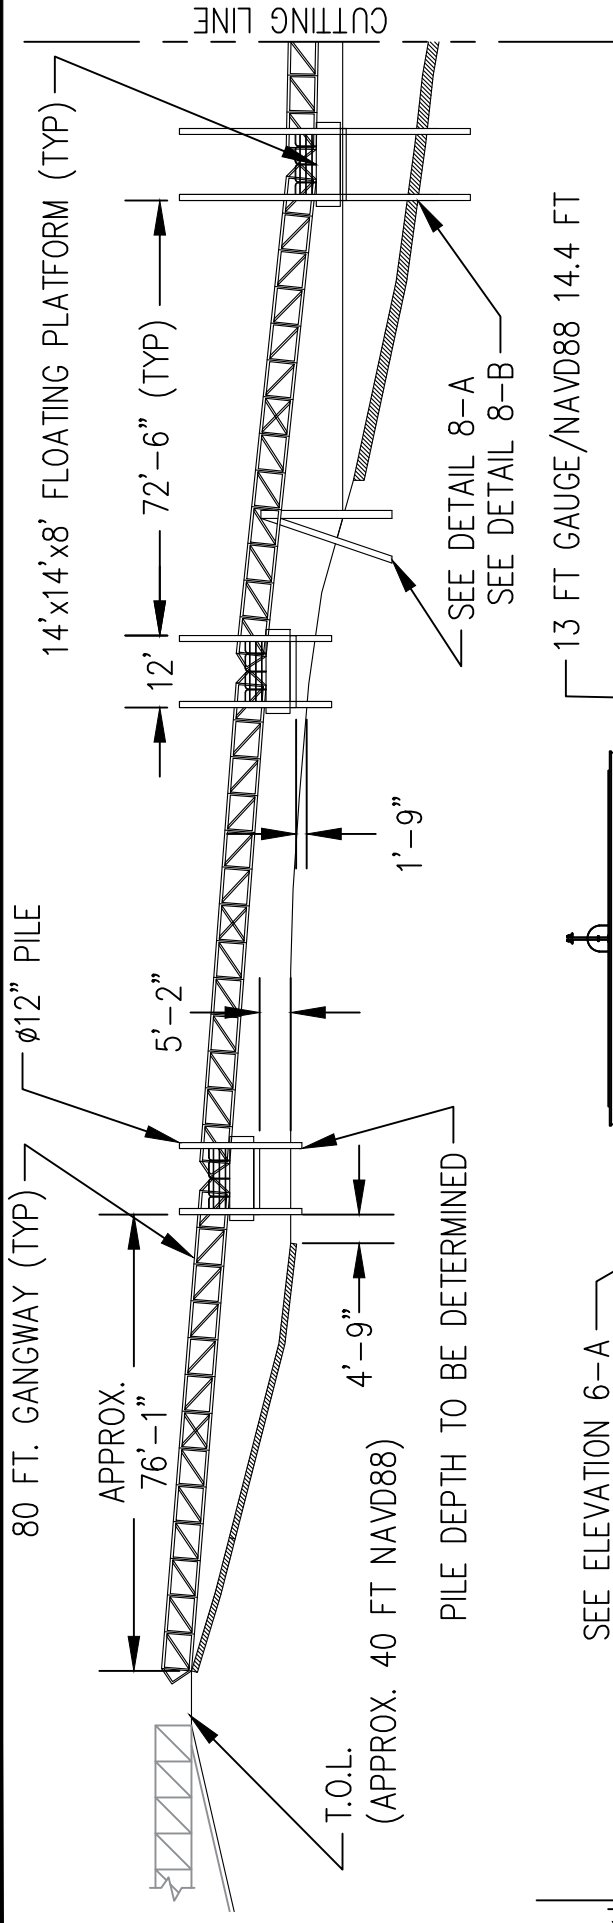 CUTTING LINE
14'x14'x8' FLOATING PLATFORM (TYP)
72'-6" (TYP)
12'
ø12" PILE
80 FT. GANGWAY (TYP)
APPROX.
76'-1"
5'-2"
1'-9"
4'-9"
SEE DETAIL 8-A
SEE DETAIL 8-B
13 FT GAUGE/NAVD88 14.4 FT
PILE DEPTH TO BE DETERMINED
T.O.L.
(APPROX. 40 FT NAVD88)
SEE ELEVATION 6-A